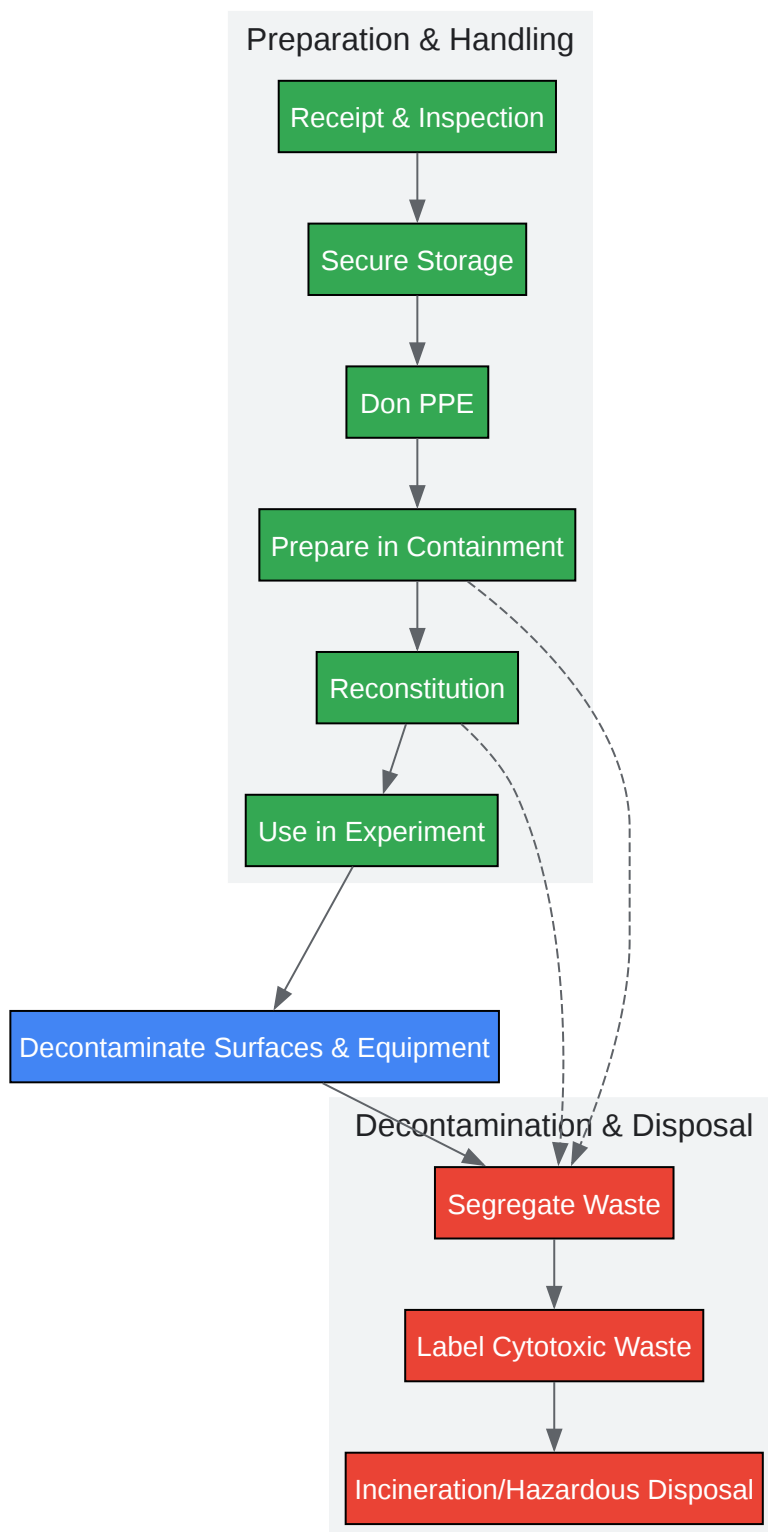 Preparation & Handling
Receipt & Inspection
Secure Storage
Don PPE
Prepare in Containment
Reconstitution
Use in Experiment
Decontaminate Surfaces & Equipment
Decontamination & Disposal
Segregate Waste
Label Cytotoxic Waste
Incineration/Hazardous Disposal